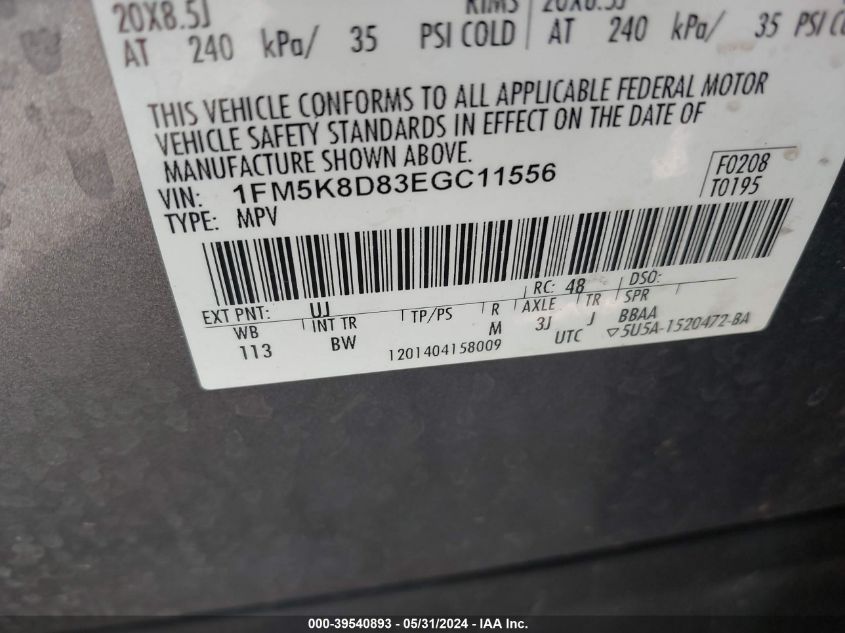 20X8.5J RIMS 20X8.5J
AT 240 kPa/ 35 PSI COLD AT 240 kPa/ 35 PSI
THIS VEHICLE CONFORMS TO ALL APPLICABLE FEDERAL MOTOR
VEHICLE SAFETY STANDARDS IN EFFECT ON THE DATE OF
MANUFACTURE SHOWN ABOVE.
VIN: 1FM5K8D83EGC11556
F0208
TYPE: MPV
T0195
EXT PNT: UJ RC: 48 DSO:
WB INT TR TP/PS R AXLE TR SPR
113 BW M 3J J BBAA
1201404158009 UTC ▽5U5A-1520472-BA
000-39540893 - 05/31/2024 - IAA Inc.